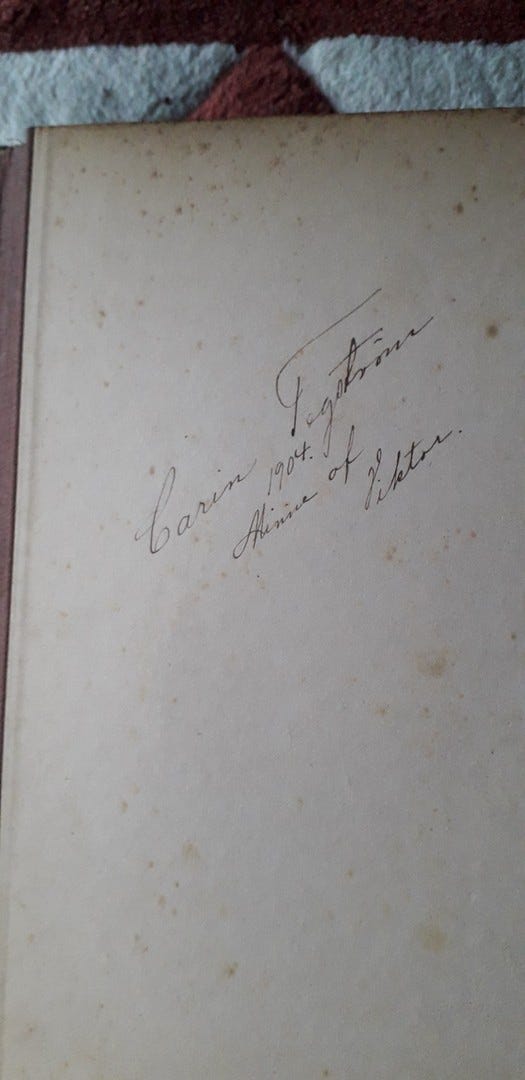 Carin Tegström
1904.
Minne af
Viktor.